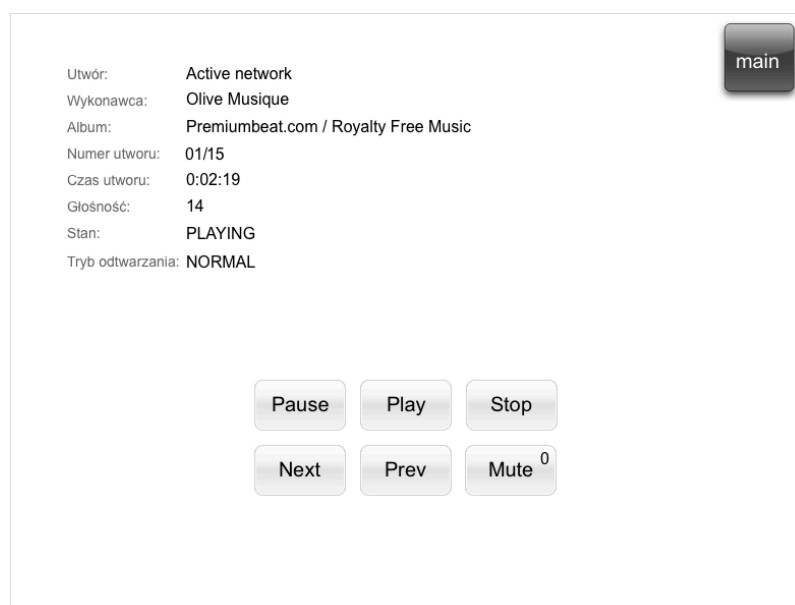 main
Utwór: Active network
Wykonawca: Olive Musique
Album: Premiumbeat.com / Royalty Free Music
Numer utworu: 01/15
Czas utworu: 0:02:19
Głośność: 14
Stan: PLAYING
Tryb odtwarzania: NORMAL
Pause Play Stop
Next Prev Mute 0